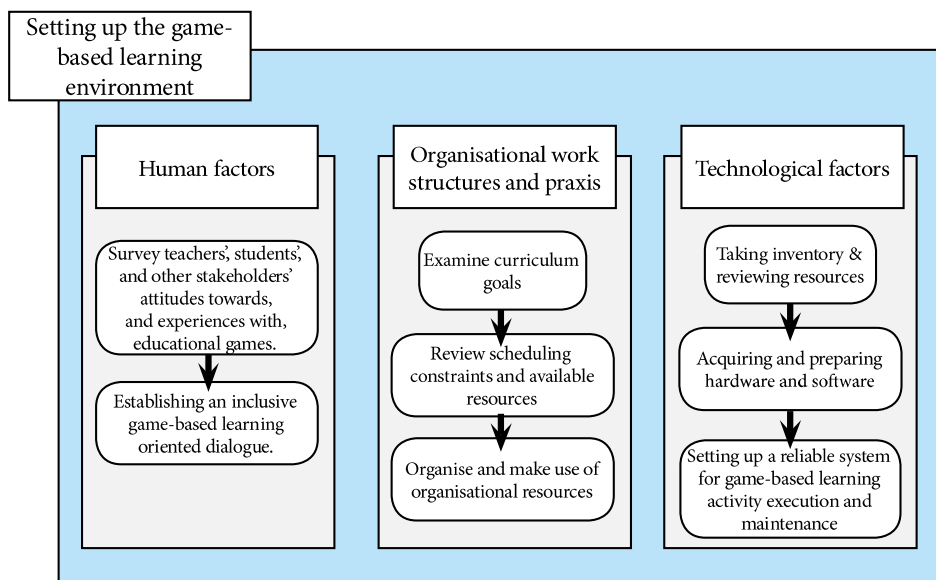 Setting up the game-
based learning
environment
Human factors
Survey teachers’, students’,
and other stakeholders’
attitudes towards,
and experiences with,
educational games.
Establishing an inclusive
game-based learning
oriented dialogue.
Organisational work
structures and praxis
Examine curriculum
goals
Review scheduling
constraints and available
resources
Organise and make use of
organisational resources
Technological factors
Taking inventory &
reviewing resources
Acquiring and preparing
hardware and software
Setting up a reliable system
for game-based learning
activity execution and
maintenance